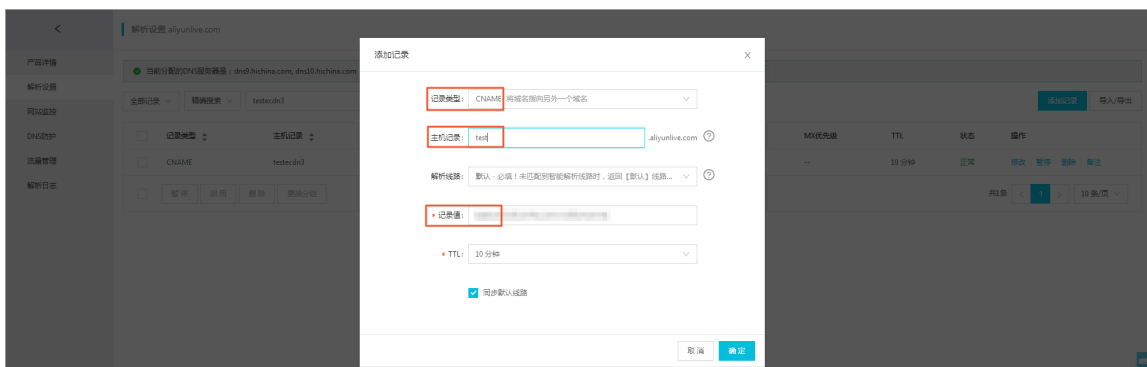 解析设置 aliyunlive.com
产品详情
解析设置
网站监控
DNS防护
流量管理
解析日志
当前分配的DNS服务器是：dns9.hichina.com, dns10.hichina.com
全部记录
精确搜索
testecdn3
添加记录
导入/导出
记录类型
主机记录
MX优先级
TTL
状态
操作
CNAME
testecdn3
--
10 分钟
正常
修改 暂停 删除 备注
暂停
启用
删除
更换分组
共1条
1
10 条/页
添加记录
记录类型： CNAME- 将域名指向另外一个域名
主机记录： test .aliyunlive.com
解析线路： 默认 - 必填！未匹配到智能解析线路时，返回【默认】线路...
* 记录值：
* TTL： 10 分钟
同步默认线路
取消
确定